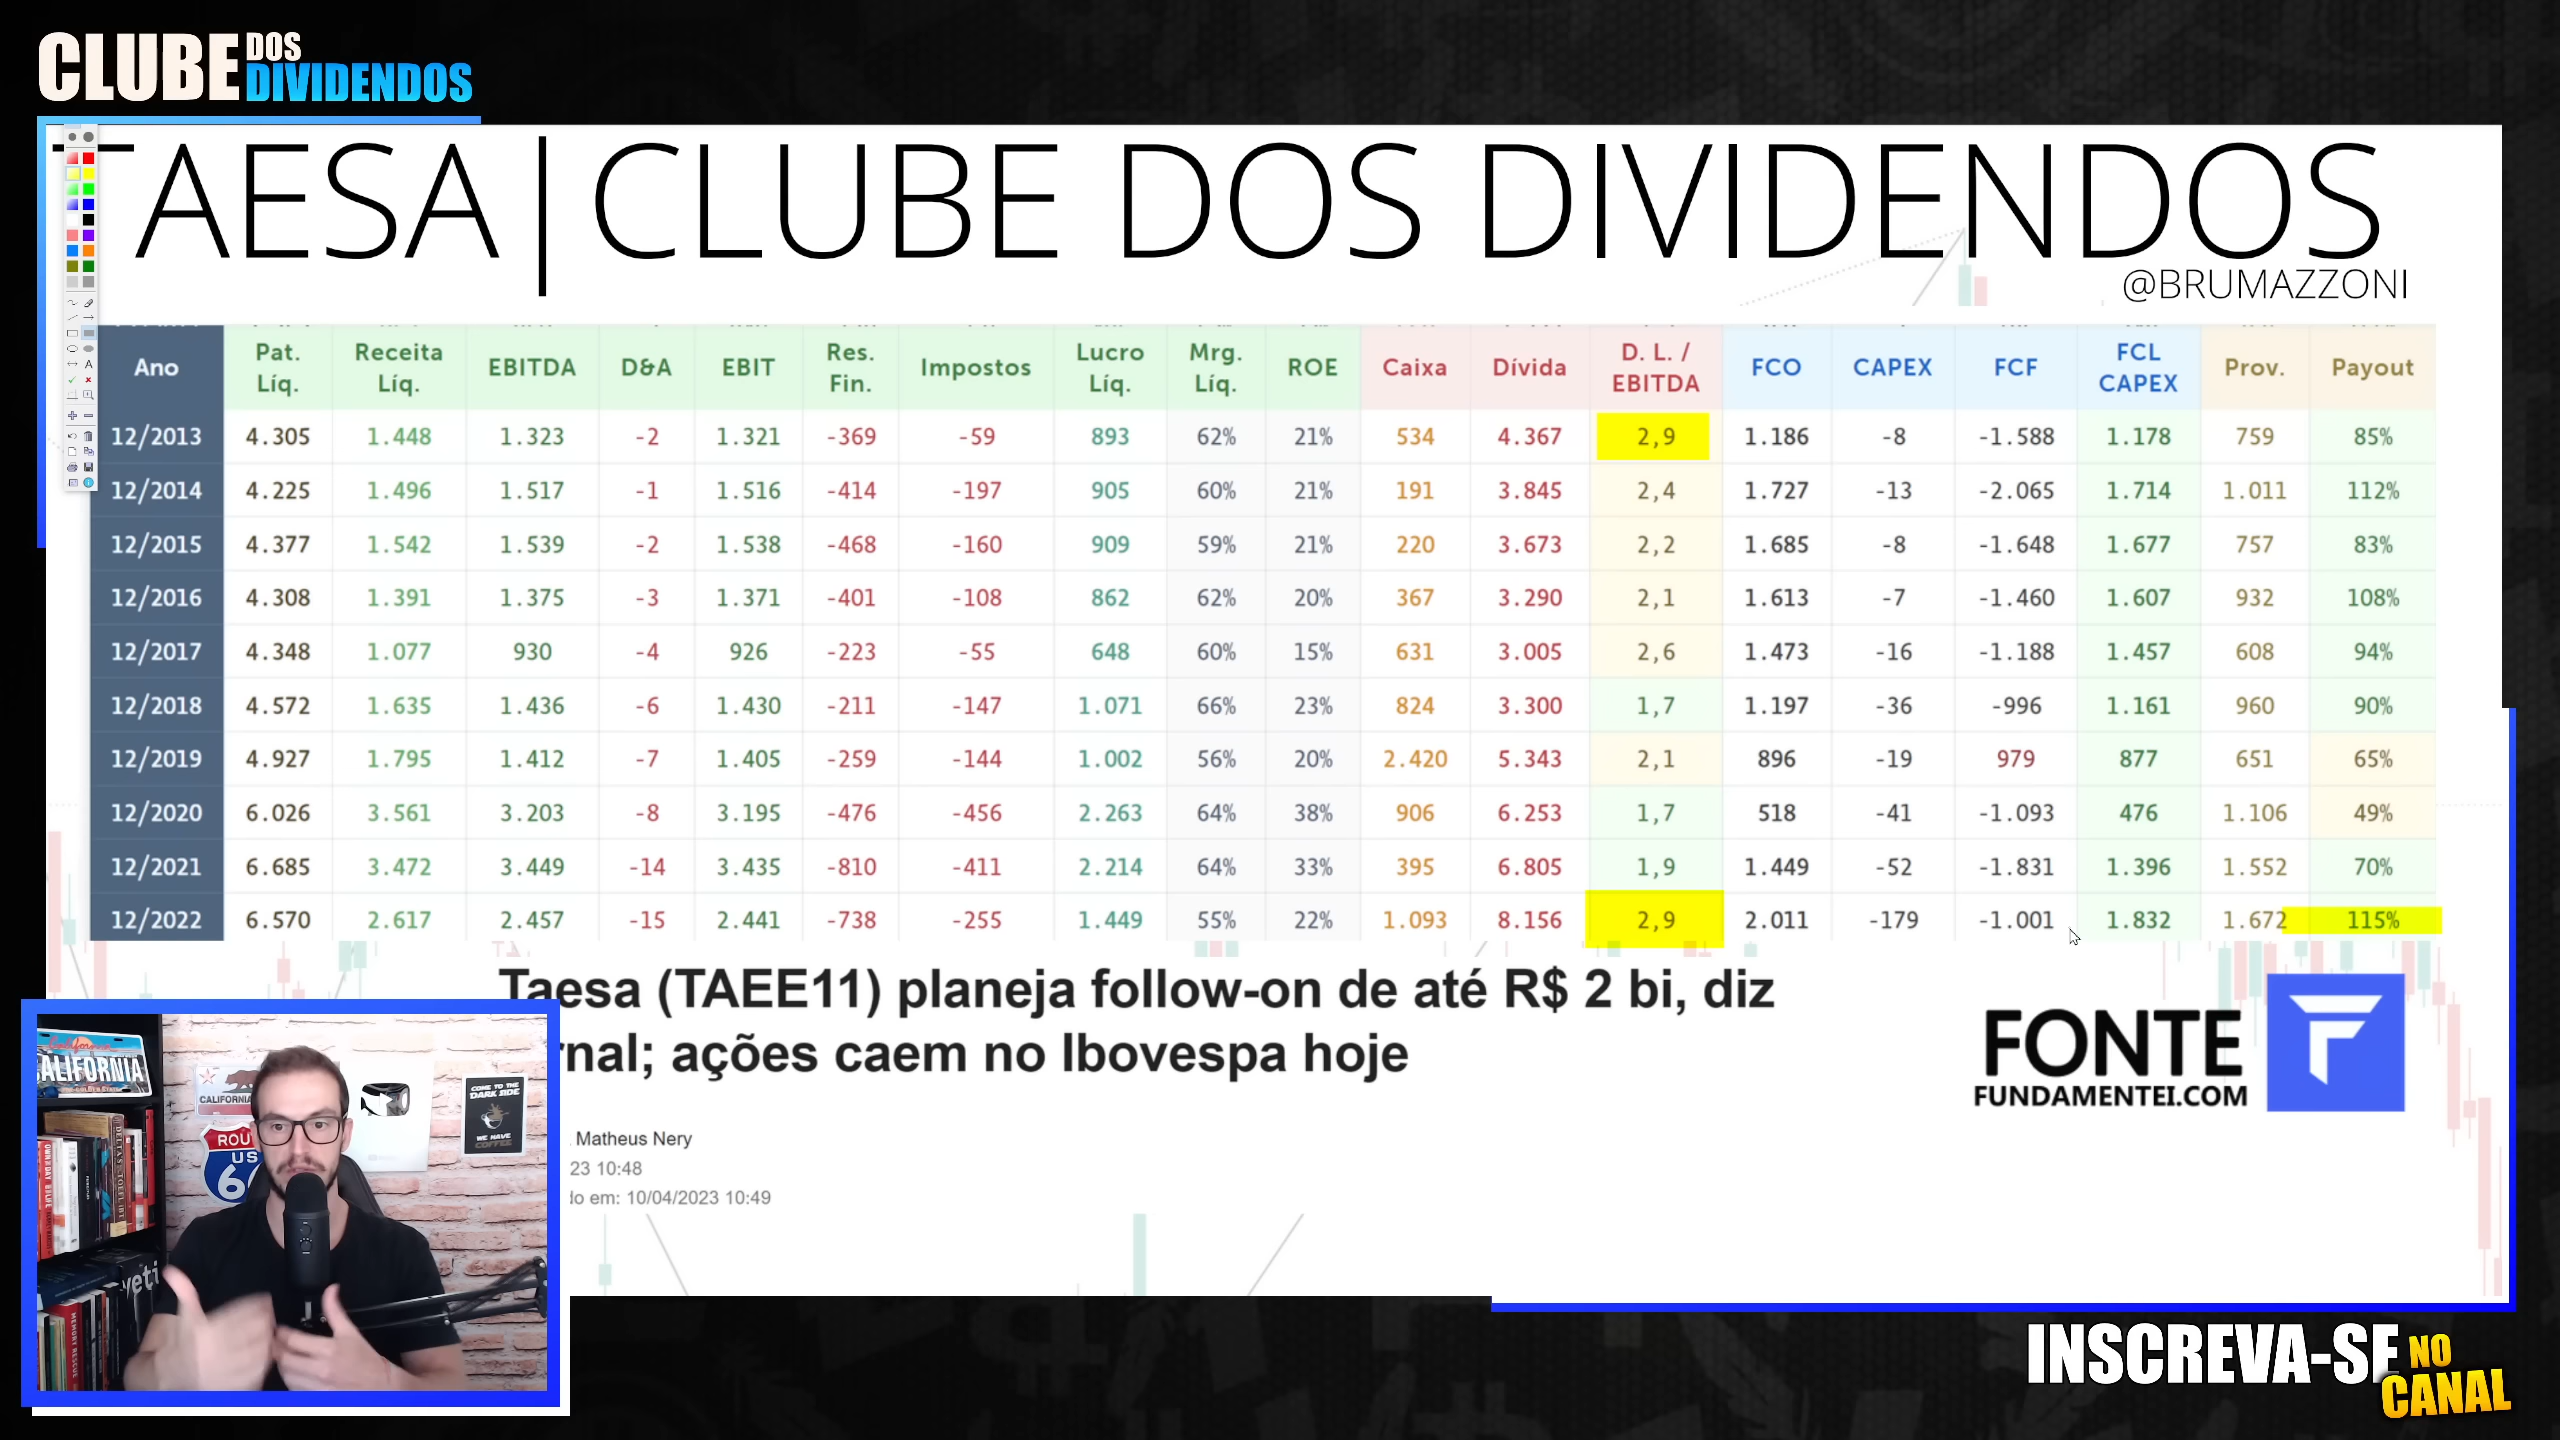 CLUBE DOS
DIVIDENDOS
TAESA|CLUBE DOS DIVIDENDOS
@BRUMAZZONI
Ano Pat. Líq. Receita Líq. EBITDA D&A EBIT Res. Fin. Impostos Lucro Líq. Mrg. Líq. ROE Caixa Dívida D. L. / EBITDA FCO CAPEX FCF FCL CAPEX Prov. Payout
12/2013 4.305 1.448 1.323 -2 1.321 -369 -59 893 62% 21% 534 4.367 2,9 1.186 -8 -1.588 1.178 759 85%
12/2014 4.225 1.496 1.517 -1 1.516 -414 -197 905 60% 21% 191 3.845 2,4 1.727 -13 -2.065 1.714 1.011 112%
12/2015 4.377 1.542 1.539 -2 1.538 -468 -160 909 59% 21% 220 3.673 2,2 1.685 -8 -1.648 1.677 757 83%
12/2016 4.308 1.391 1.375 -3 1.371 -401 -108 862 62% 20% 367 3.290 2,1 1.613 -7 -1.460 1.607 932 108%
12/2017 4.348 1.077 930 -4 926 -223 -55 648 60% 15% 631 3.005 2,6 1.473 -16 -1.188 1.457 608 94%
12/2018 4.572 1.635 1.436 -6 1.430 -211 -147 1.071 66% 23% 824 3.300 1,7 1.197 -36 -996 1.161 960 90%
12/2019 4.927 1.795 1.412 -7 1.405 -259 -144 1.002 56% 20% 2.420 5.343 2,1 896 -19 979 877 651 65%
12/2020 6.026 3.561 3.203 -8 3.195 -476 -456 2.263 64% 38% 906 6.253 1,7 518 -41 -1.093 476 1.106 49%
12/2021 6.685 3.472 3.449 -14 3.435 -810 -411 2.214 64% 33% 395 6.805 1,9 1.449 -52 -1.831 1.396 1.552 70%
12/2022 6.570 2.617 2.457 -15 2.441 -738 -255 1.449 55% 22% 1.093 8.156 2,9 2.011 -179 -1.001 1.832 1.672 115%
Taesa (TAEE11) planeja follow-on de até R$ 2 bi, diz
rnal; ações caem no Ibovespa hoje
Matheus Nery
23 10:48
do em: 10/04/2023 10:49
FONTE
FUNDAMENTEI.COM
California
ALIFORNIA
CALIFORNIA
ROU
US
6
COME TO THE
DARK SIDE
WE HAVE
COFFEE
yeti
INSCREVA-SE NO
CANAL